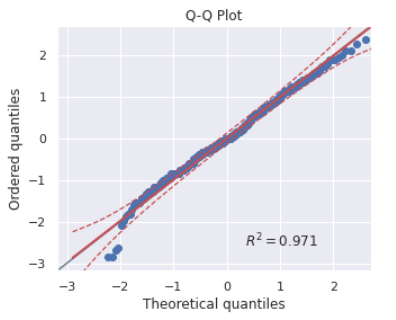 Q-Q Plot
2
1
0
−1
−2
−3
Ordered quantiles
R² = 0.971
−3 −2 −1 0 1 2
Theoretical quantiles